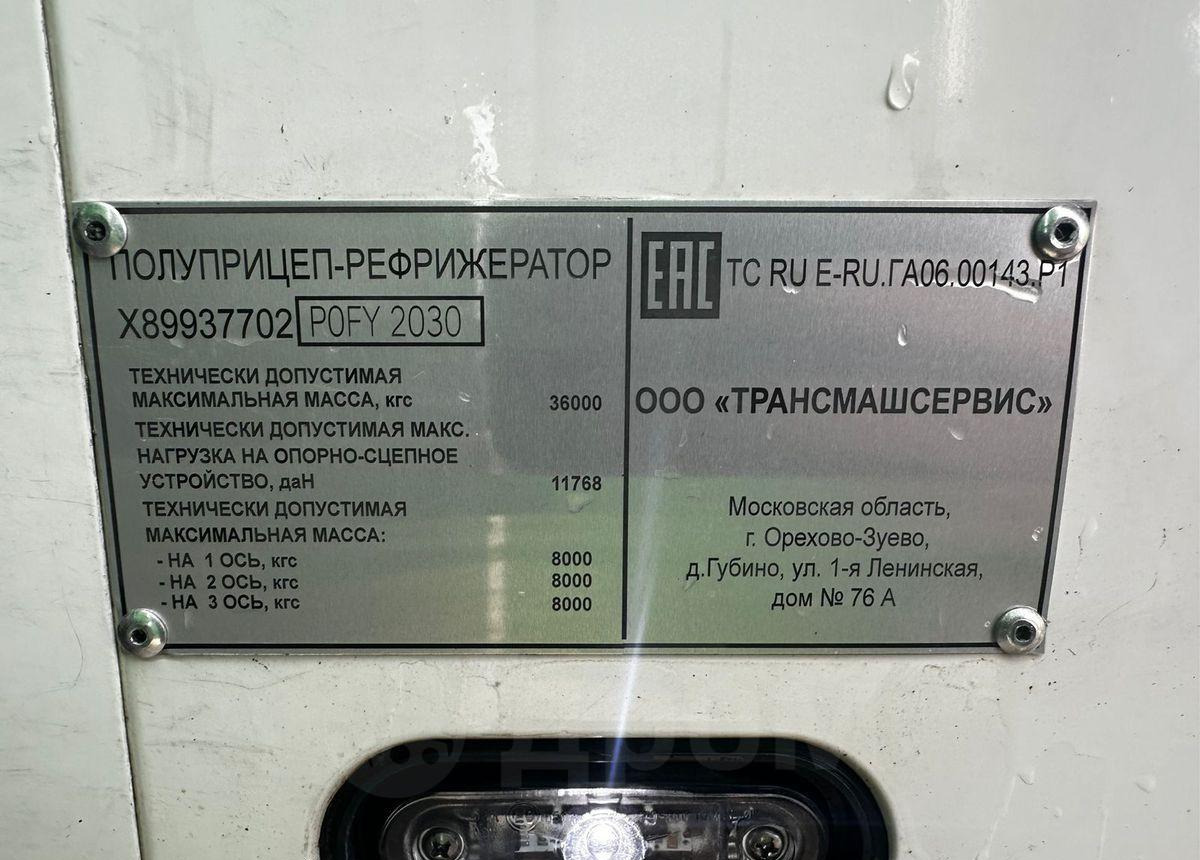 ПОЛУПРИЦЕП-РЕФРИЖЕРАТОР
X89937702 P0FY 2030
ТЕХНИЧЕСКИ ДОПУСТИМАЯ
МАКСИМАЛЬНАЯ МАССА, кгс 36000
ТЕХНИЧЕСКИ ДОПУСТИМАЯ МАКС.
НАГРУЗКА НА ОПОРНО-СЦЕПНОЕ
УСТРОЙСТВО, даН 11768
ТЕХНИЧЕСКИ ДОПУСТИМАЯ
МАКСИМАЛЬНАЯ МАССА:
- НА 1 ОСЬ, кгс 8000
- НА 2 ОСЬ, кгс 8000
- НА 3 ОСЬ, кгс 8000
EAC ТС RU E-RU.ГА06.00143.P1
ООО «ТРАНСМАШСЕРВИС»
Московская область,
г. Орехово-Зуево,
д.Губино, ул. 1-я Ленинская,
дом № 76 А
дром